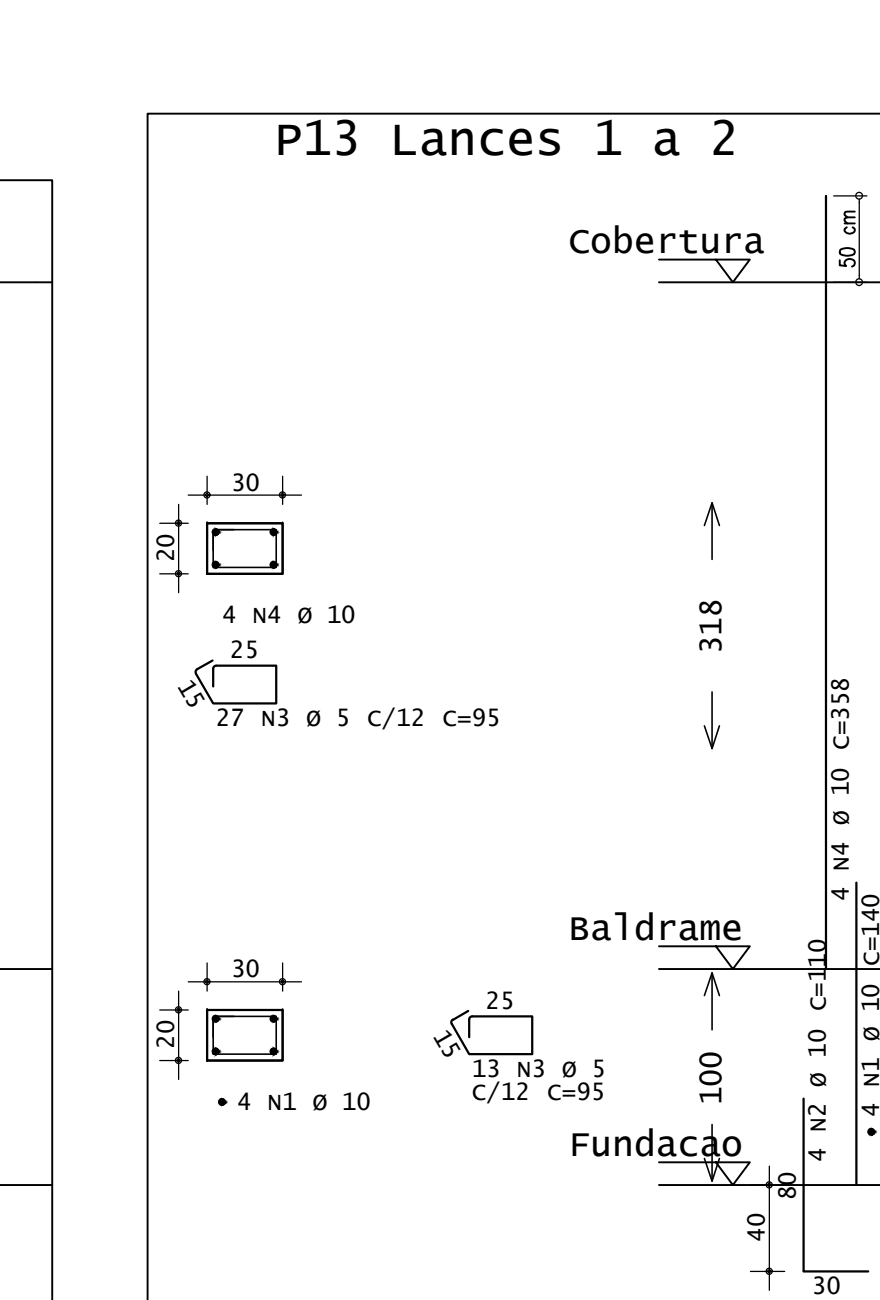 P13 Lances 1 a 2
Cobertura
50 cm
30
20
4 N4 Ø 10
25
15
27 N3 Ø 5 C/12 C=95
318
4 N4 Ø 10 C=358
Baldrame
30
20
4 N1 Ø 10
25
15
13 N3 Ø 5
C/12 C=95
100
4 N2 Ø 10 C=110
4 N1 Ø 10 C=140
Fundacao
80
40
30